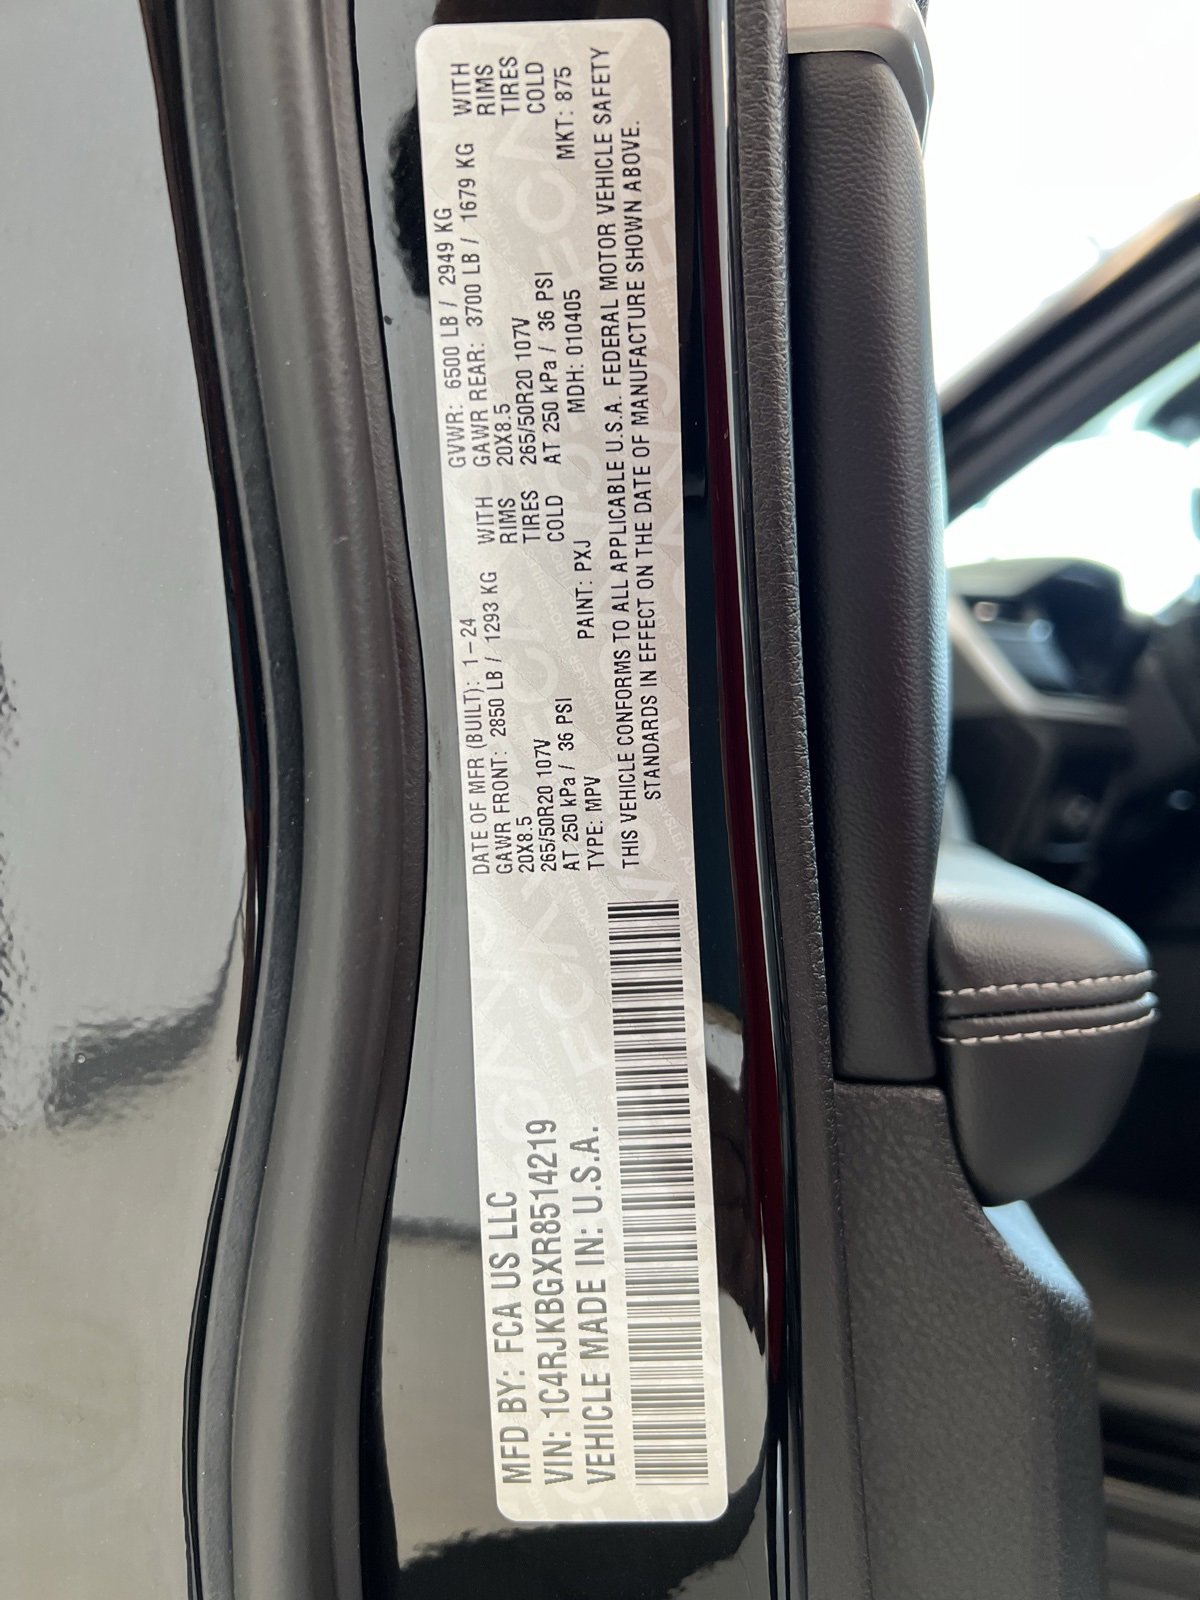 MFD BY: FCA US LLC
VIN: 1C4RJKBGXR8514219
VEHICLE MADE IN: U.S.A.
DATE OF MFR (BUILT): 1-24 GVWR: 6500 LB / 2949 KG
GAWR FRONT: 2850 LB / 1293 KG WITH GAWR REAR: 3700 LB / 1679 KG WITH
20X8.5 RIMS 20X8.5 RIMS
265/50R20 107V TIRES 265/50R20 107V TIRES
AT 250 kPa / 36 PSI COLD AT 250 kPa / 36 PSI COLD
TYPE: MPV PAINT: PXJ MDH: 010405 MKT: 875
THIS VEHICLE CONFORMS TO ALL APPLICABLE U.S.A. FEDERAL MOTOR VEHICLE SAFETY
STANDARDS IN EFFECT ON THE DATE OF MANUFACTURE SHOWN ABOVE.